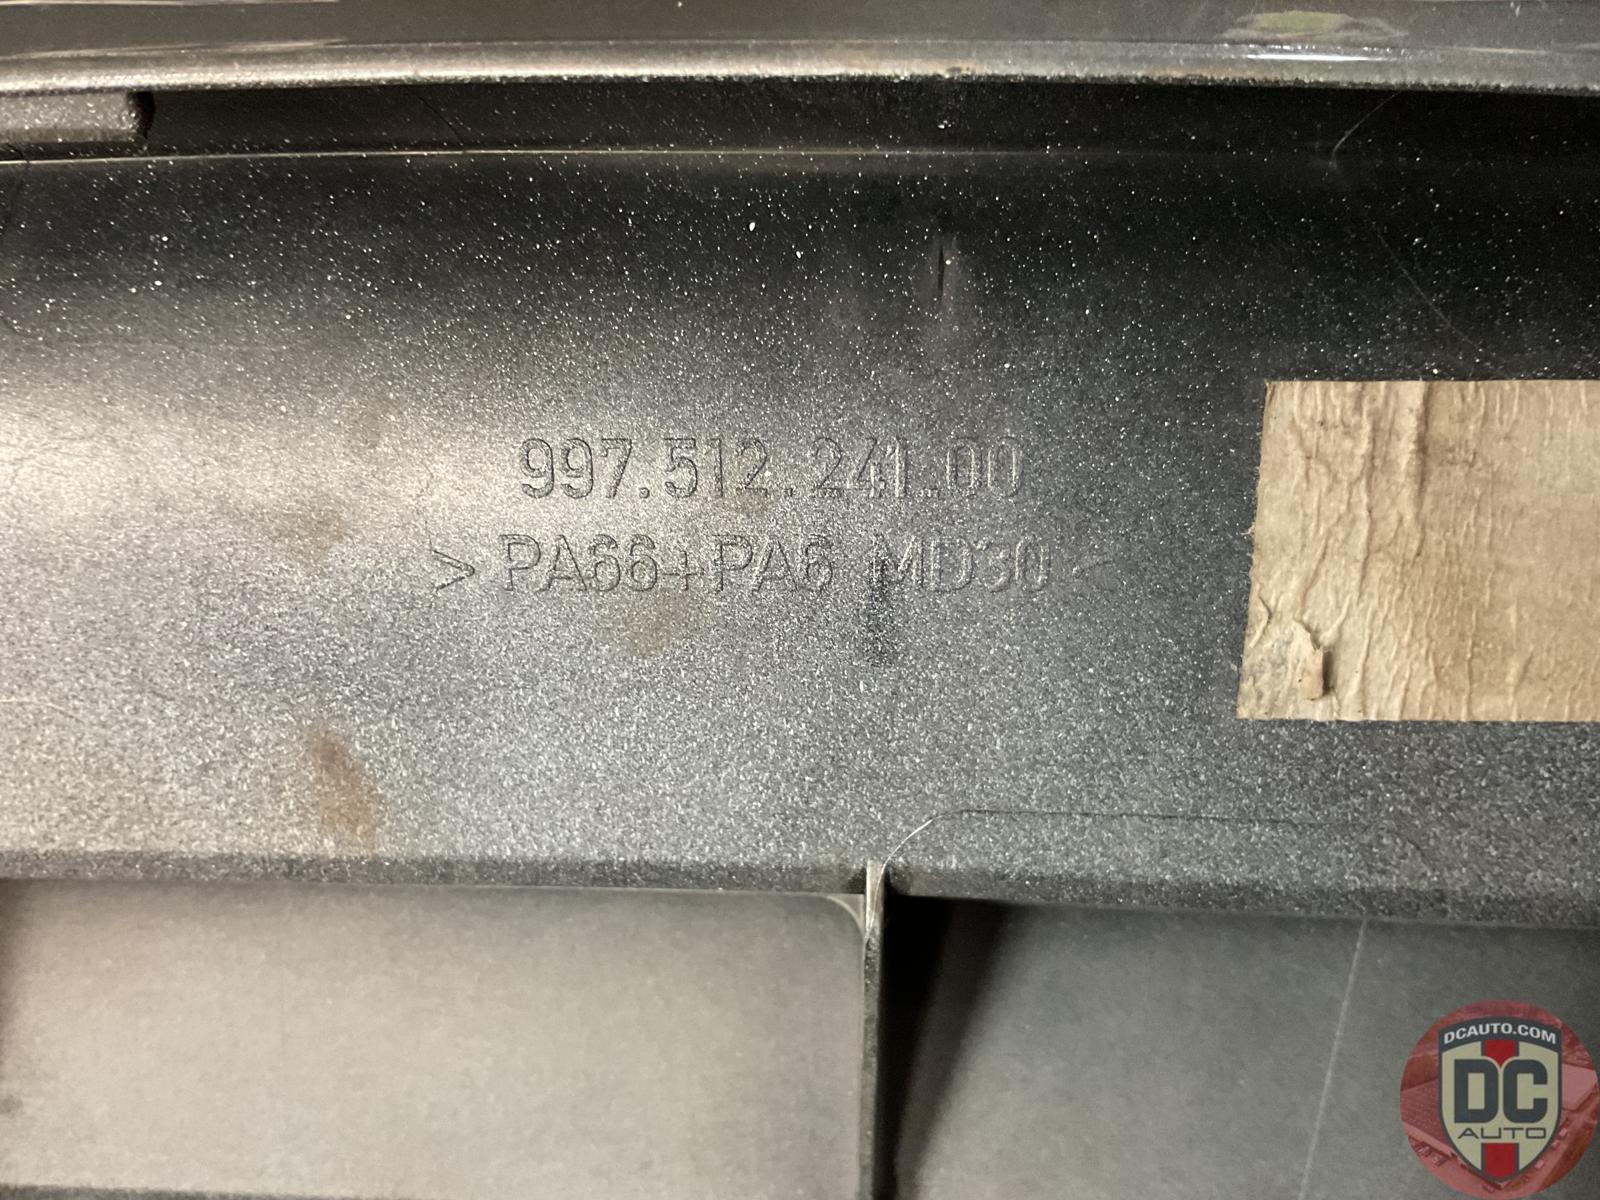 997.512.241.00
> PA66+PA6 MD30 <
DCAUTO.COM
DC
AUTO